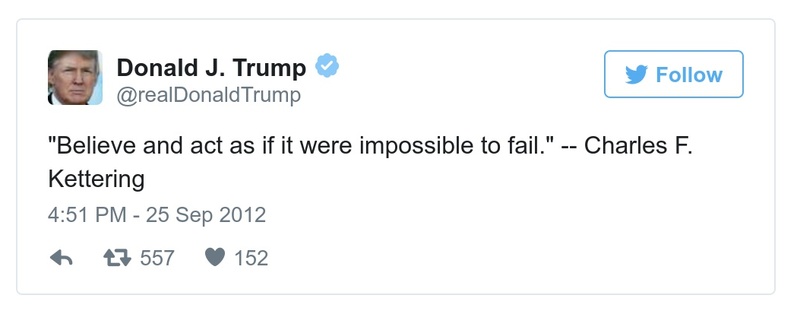 Donald J. Trump
@realDonaldTrump
Follow
"Believe and act as if it were impossible to fail." -- Charles F.
Kettering
4:51 PM - 25 Sep 2012
557 152